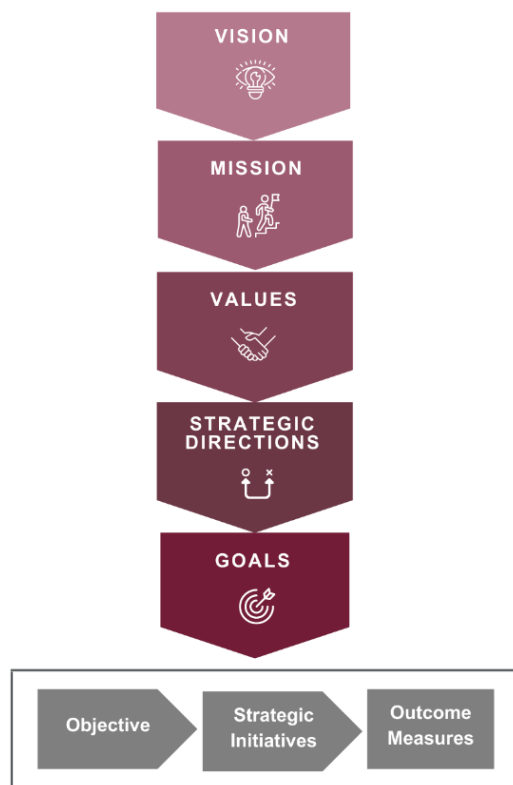 VISION
MISSION
VALUES
STRATEGIC
DIRECTIONS
GOALS
Objective
Strategic
Initiatives
Outcome
Measures